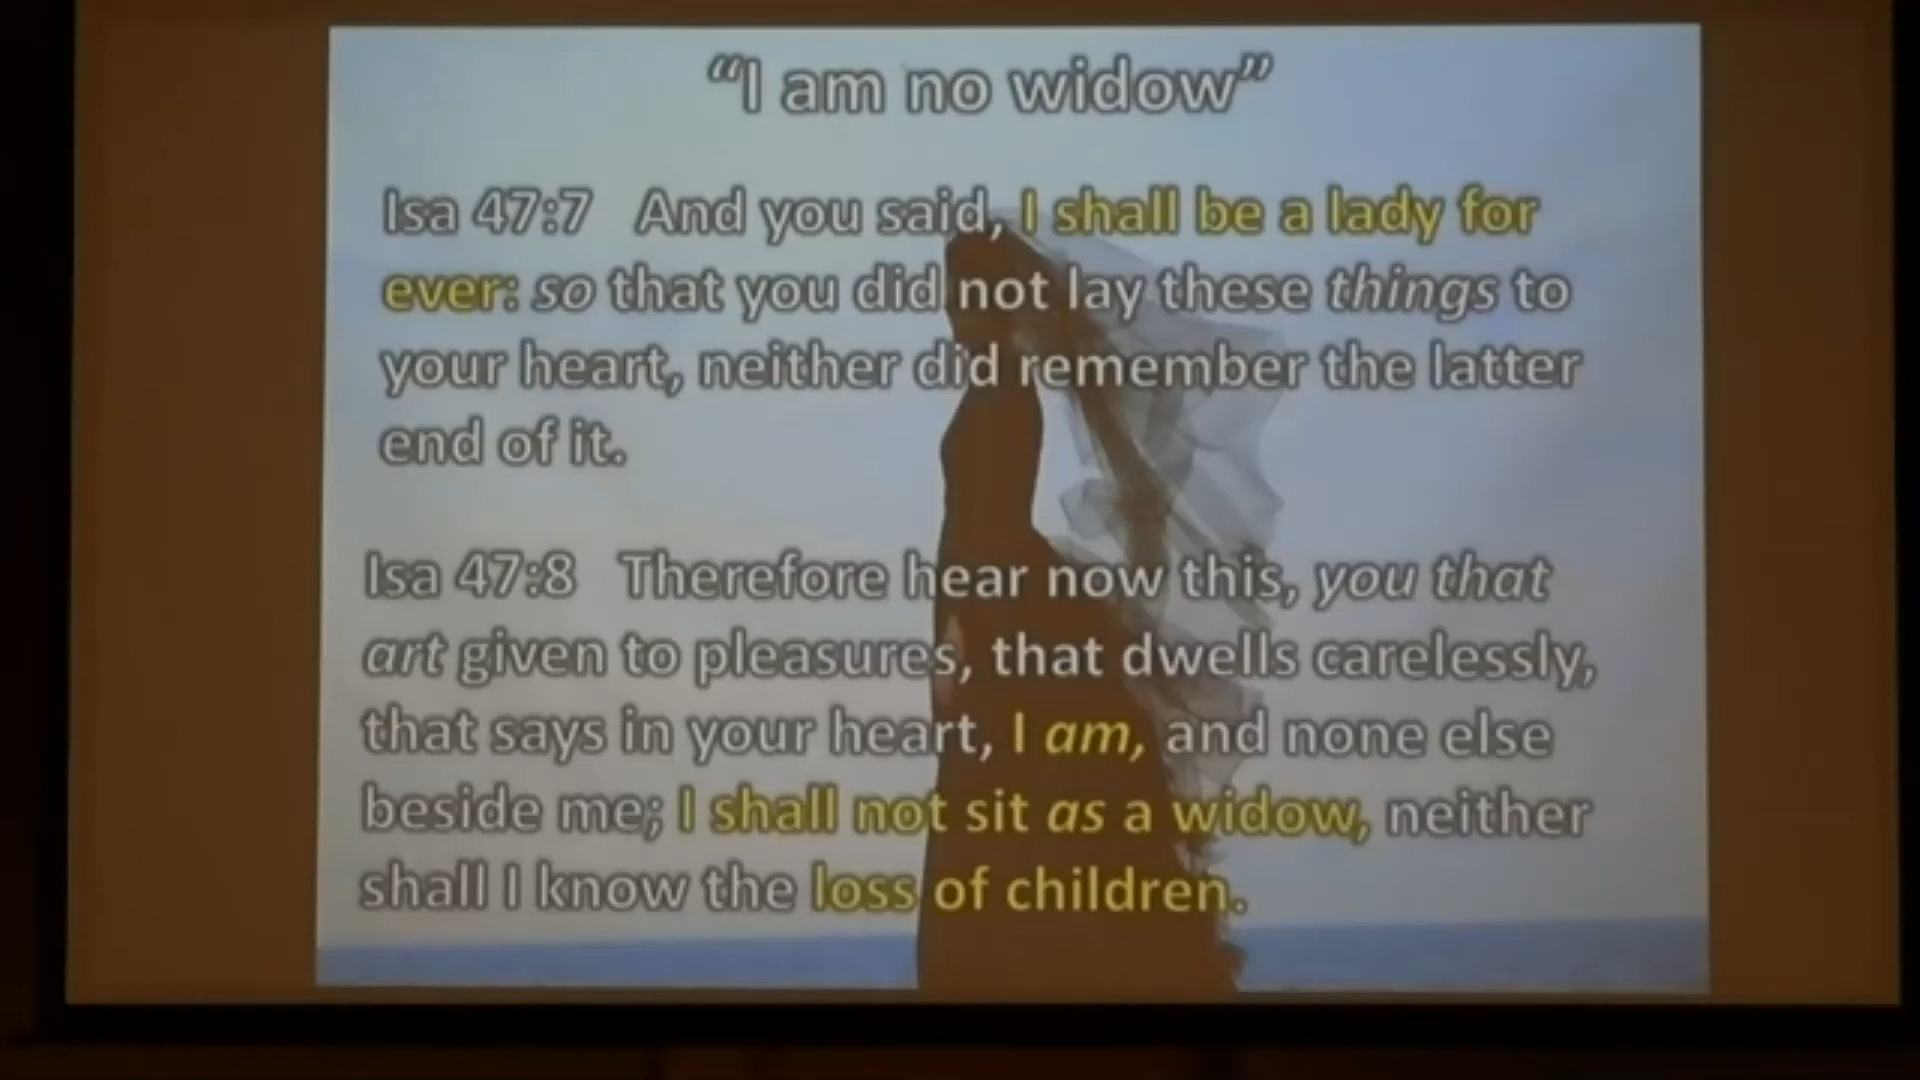 “I am no widow”
Isa 47:7 And you said, I shall be a lady for
ever: so that you did not lay these things to
your heart, neither did remember the latter
end of it.
Isa 47:8 Therefore hear now this, you that
art given to pleasures, that dwells carelessly,
that says in your heart, I am, and none else
beside me; I shall not sit as a widow, neither
shall I know the loss of children.